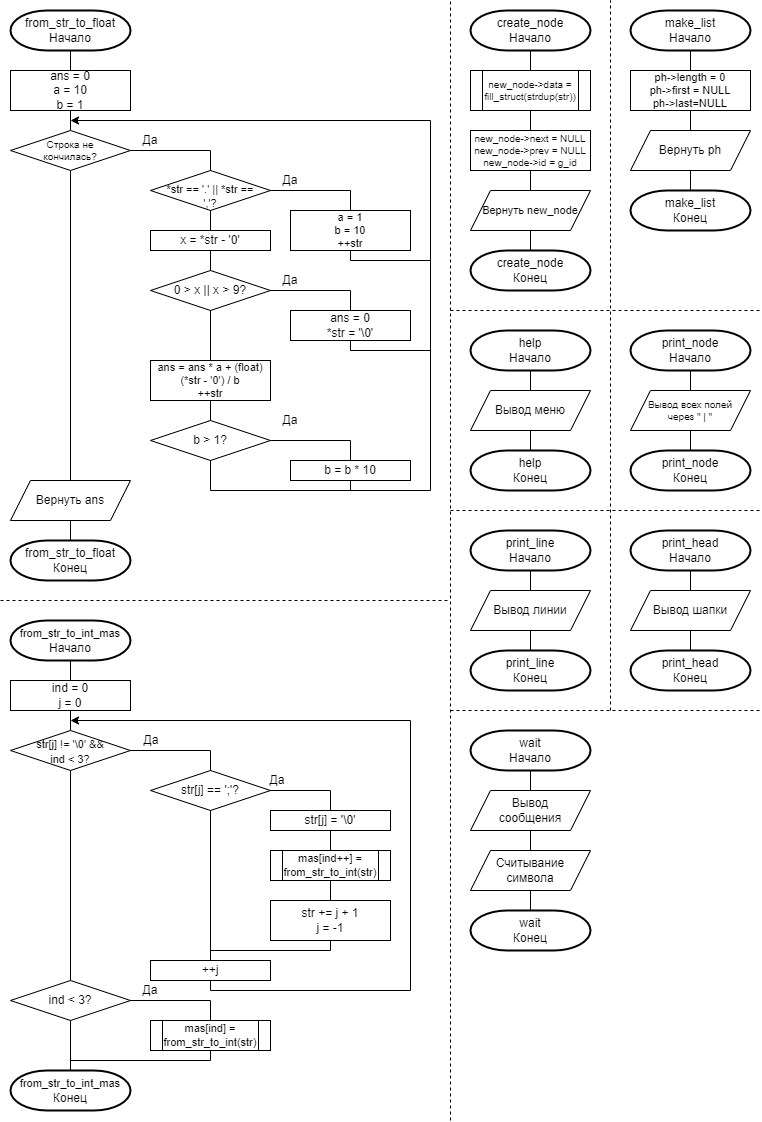 from_str_to_float
Начало
ans = 0
a = 10
b = 1
Строка не
кончилась?
Да
*str == '.' || *str ==
','?
Да
a = 1
b = 10
++str
x = *str - '0'
0 > x || x > 9?
Да
ans = 0
*str = '\0'
ans = ans * a + (float)
(*str - '0') / b
++str
b > 1?
Да
b = b * 10
Вернуть ans
from_str_to_float
Конец
from_str_to_int_mas
Начало
ind = 0
j = 0
str[j] != '\0' &&
ind < 3?
Да
str[j] == ';'?
Да
str[j] = '\0'
mas[ind++] =
from_str_to_int(str)
str += j + 1
j = -1
++j
ind < 3?
Да
mas[ind] =
from_str_to_int(str)
from_str_to_int_mas
Конец
create_node
Начало
new_node->data =
fill_struct(strdup(str))
new_node->next = NULL
new_node->prev = NULL
new_node->id = g_id
Вернуть new_node
create_node
Конец
make_list
Начало
ph->length = 0
ph->first = NULL
ph->last=NULL
Вернуть ph
make_list
Конец
help
Начало
Вывод меню
help
Конец
print_node
Начало
Вывод всех полей
через " | "
print_node
Конец
print_line
Начало
Вывод линии
print_line
Конец
print_head
Начало
Вывод шапки
print_head
Конец
wait
Начало
Вывод
сообщения
Считывание
символа
wait
Конец